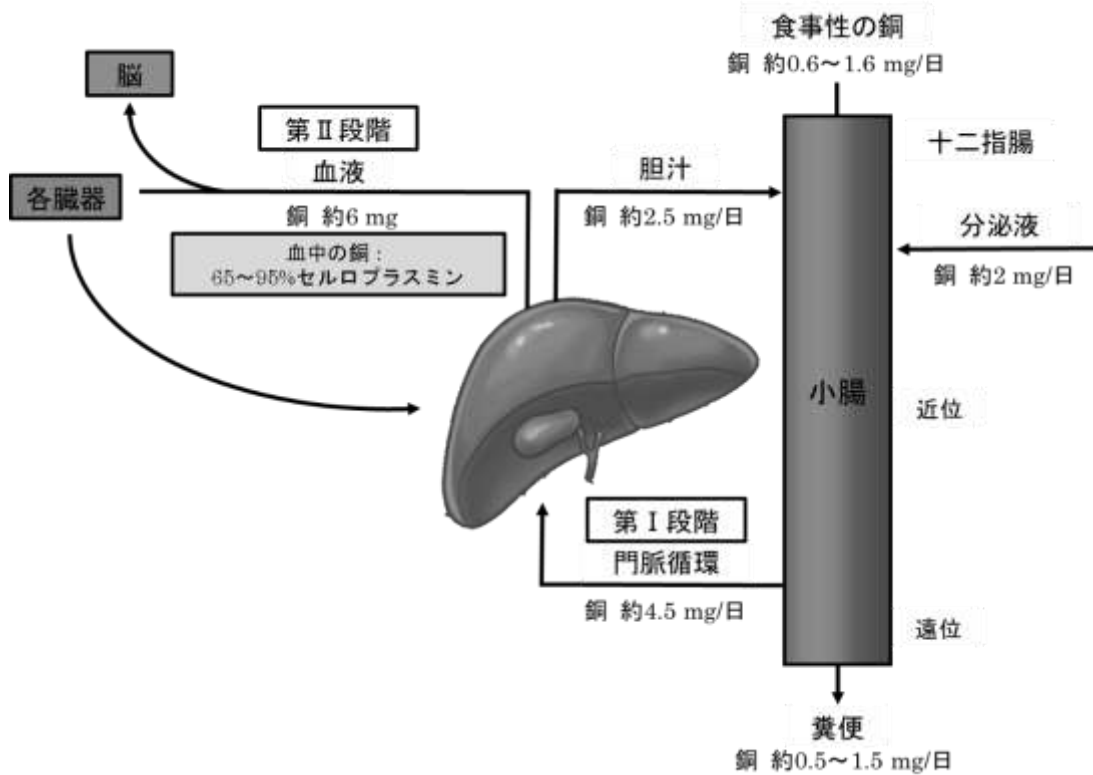 食事性の銅
銅 約0.6～1.6 mg/日
脳
第Ⅱ段階
血液
銅 約6 mg
各臓器
血中の銅：
65～95%セルロプラスミン
胆汁
銅 約2.5 mg/日
十二指腸
分泌液
銅 約2 mg/日
小腸
近位
第Ⅰ段階
門脈循環
銅 約4.5 mg/日
遠位
糞便
銅 約0.5～1.5 mg/日